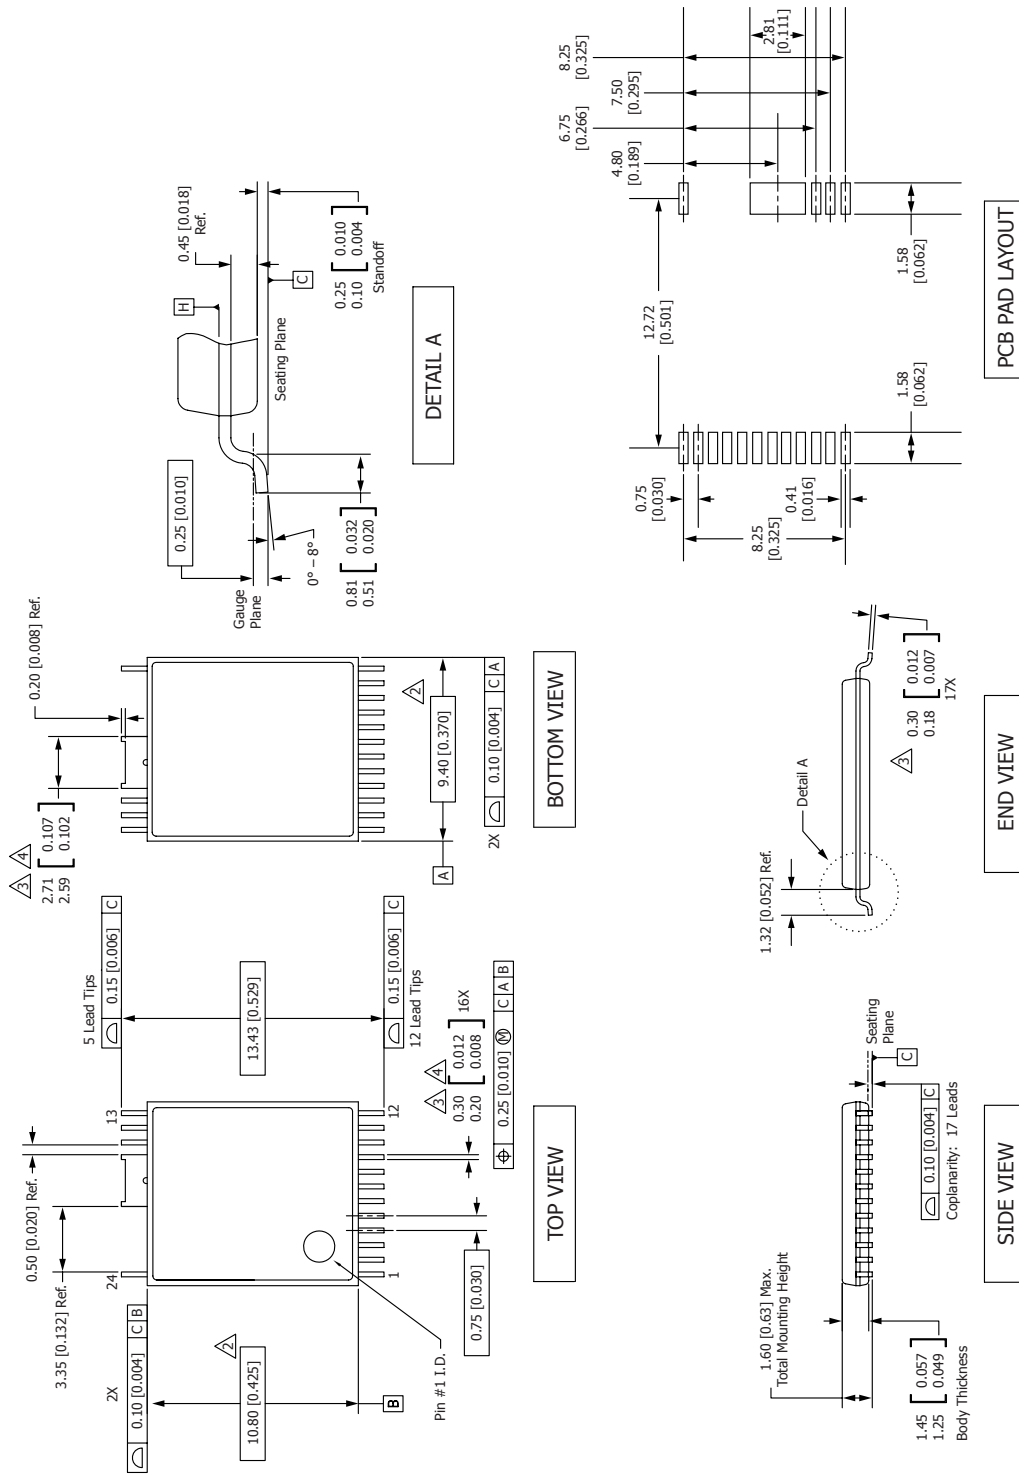 2X
⌓ 0.10 [0.004] C B
3.35 [0.132] Ref.
0.50 [0.020] Ref.
24
13
5 Lead Tips
⌓ 0.15 [0.006] C
10.80 [0.425]
2
B
Pin #1 I.D.
1
12
0.75 [0.030]
13.43 [0.529]
⌓ 0.15 [0.006] C
12 Lead Tips
3 4
0.30 [0.012]
0.20 [0.008]
16X
⌖ 0.25 [0.010] Ⓜ C A B
TOP VIEW
3 4
2.71 [0.107]
2.59 [0.102]
0.20 [0.008] Ref.
A
9.40 [0.370]
2
2X
⌓ 0.10 [0.004] C A
BOTTOM VIEW
0.25 [0.010]
Gauge
Plane
0° – 8°
0.81 [0.032]
0.51 [0.020]
H
0.45 [0.018]
Ref.
Seating Plane
C
0.25 [0.010]
0.10 [0.004]
Standoff
DETAIL A
1.60 [0.63] Max.
Total Mounting Height
1.45 [0.057]
1.25 [0.049]
Body Thickness
Seating
Plane
C
⌓ 0.10 [0.004] C
Coplanarity: 17 Leads
SIDE VIEW
1.32 [0.052] Ref.
Detail A
3
0.30 [0.012]
0.18 [0.007]
17X
END VIEW
0.75
[0.030]
8.25
[0.325]
0.41
[0.016]
1.58
[0.062]
12.72
[0.501]
4.80
[0.189]
6.75
[0.266]
7.50
[0.295]
8.25
[0.325]
2.81
[0.111]
1.58
[0.062]
PCB PAD LAYOUT